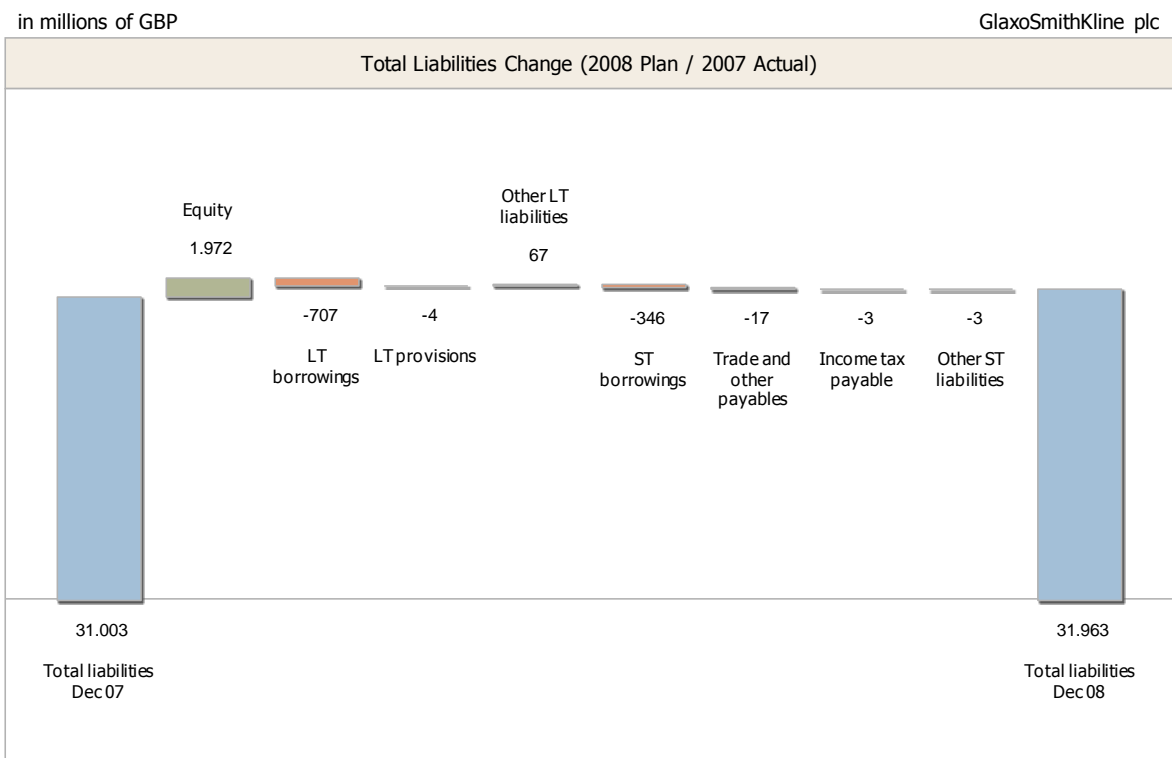 in millions of GBP
GlaxoSmithKline plc
Total Liabilities Change (2008 Plan / 2007 Actual)
Equity
1.972
Other LT
liabilities
67
-707
LT
borrowings
-4
LT provisions
-346
ST
borrowings
-17
Trade and
other
payables
-3
Income tax
payable
-3
Other ST
liabilities
31.003
Total liabilities
Dec 07
31.963
Total liabilities
Dec 08